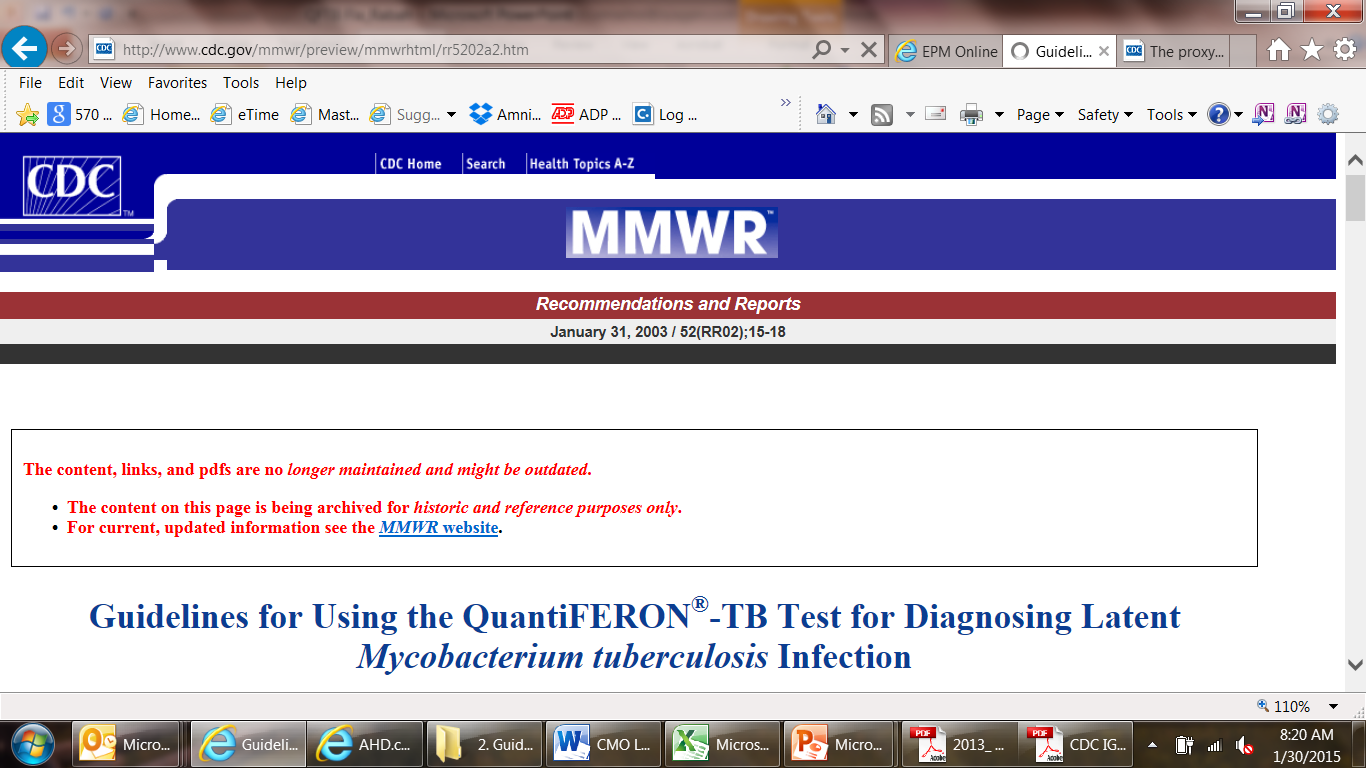 http://www.cdc.gov/mmwr/preview/mmwrhtml/rr5202a2.htm
EPM Online
Guideli...
The proxy...
File Edit View Favorites Tools Help
570 ...
Home...
eTime
Mast...
Sugg...
Amni...
ADP ...
Log ...
Page
Safety
Tools
CDC Home
Search
Health Topics A-Z
CDC
TM
MMWR
Recommendations and Reports
January 31, 2003 / 52(RR02);15-18
The content, links, and pdfs are no longer maintained and might be outdated.
• The content on this page is being archived for historic and reference purposes only.
• For current, updated information see the MMWR website.
Guidelines for Using the QuantiFERON®-TB Test for Diagnosing Latent
Mycobacterium tuberculosis Infection
110%
Micro...
Guideli...
AHD.c...
2. Guid...
CMO L...
Micros...
Micro...
2013_ ...
CDC IG...
8:20 AM
1/30/2015